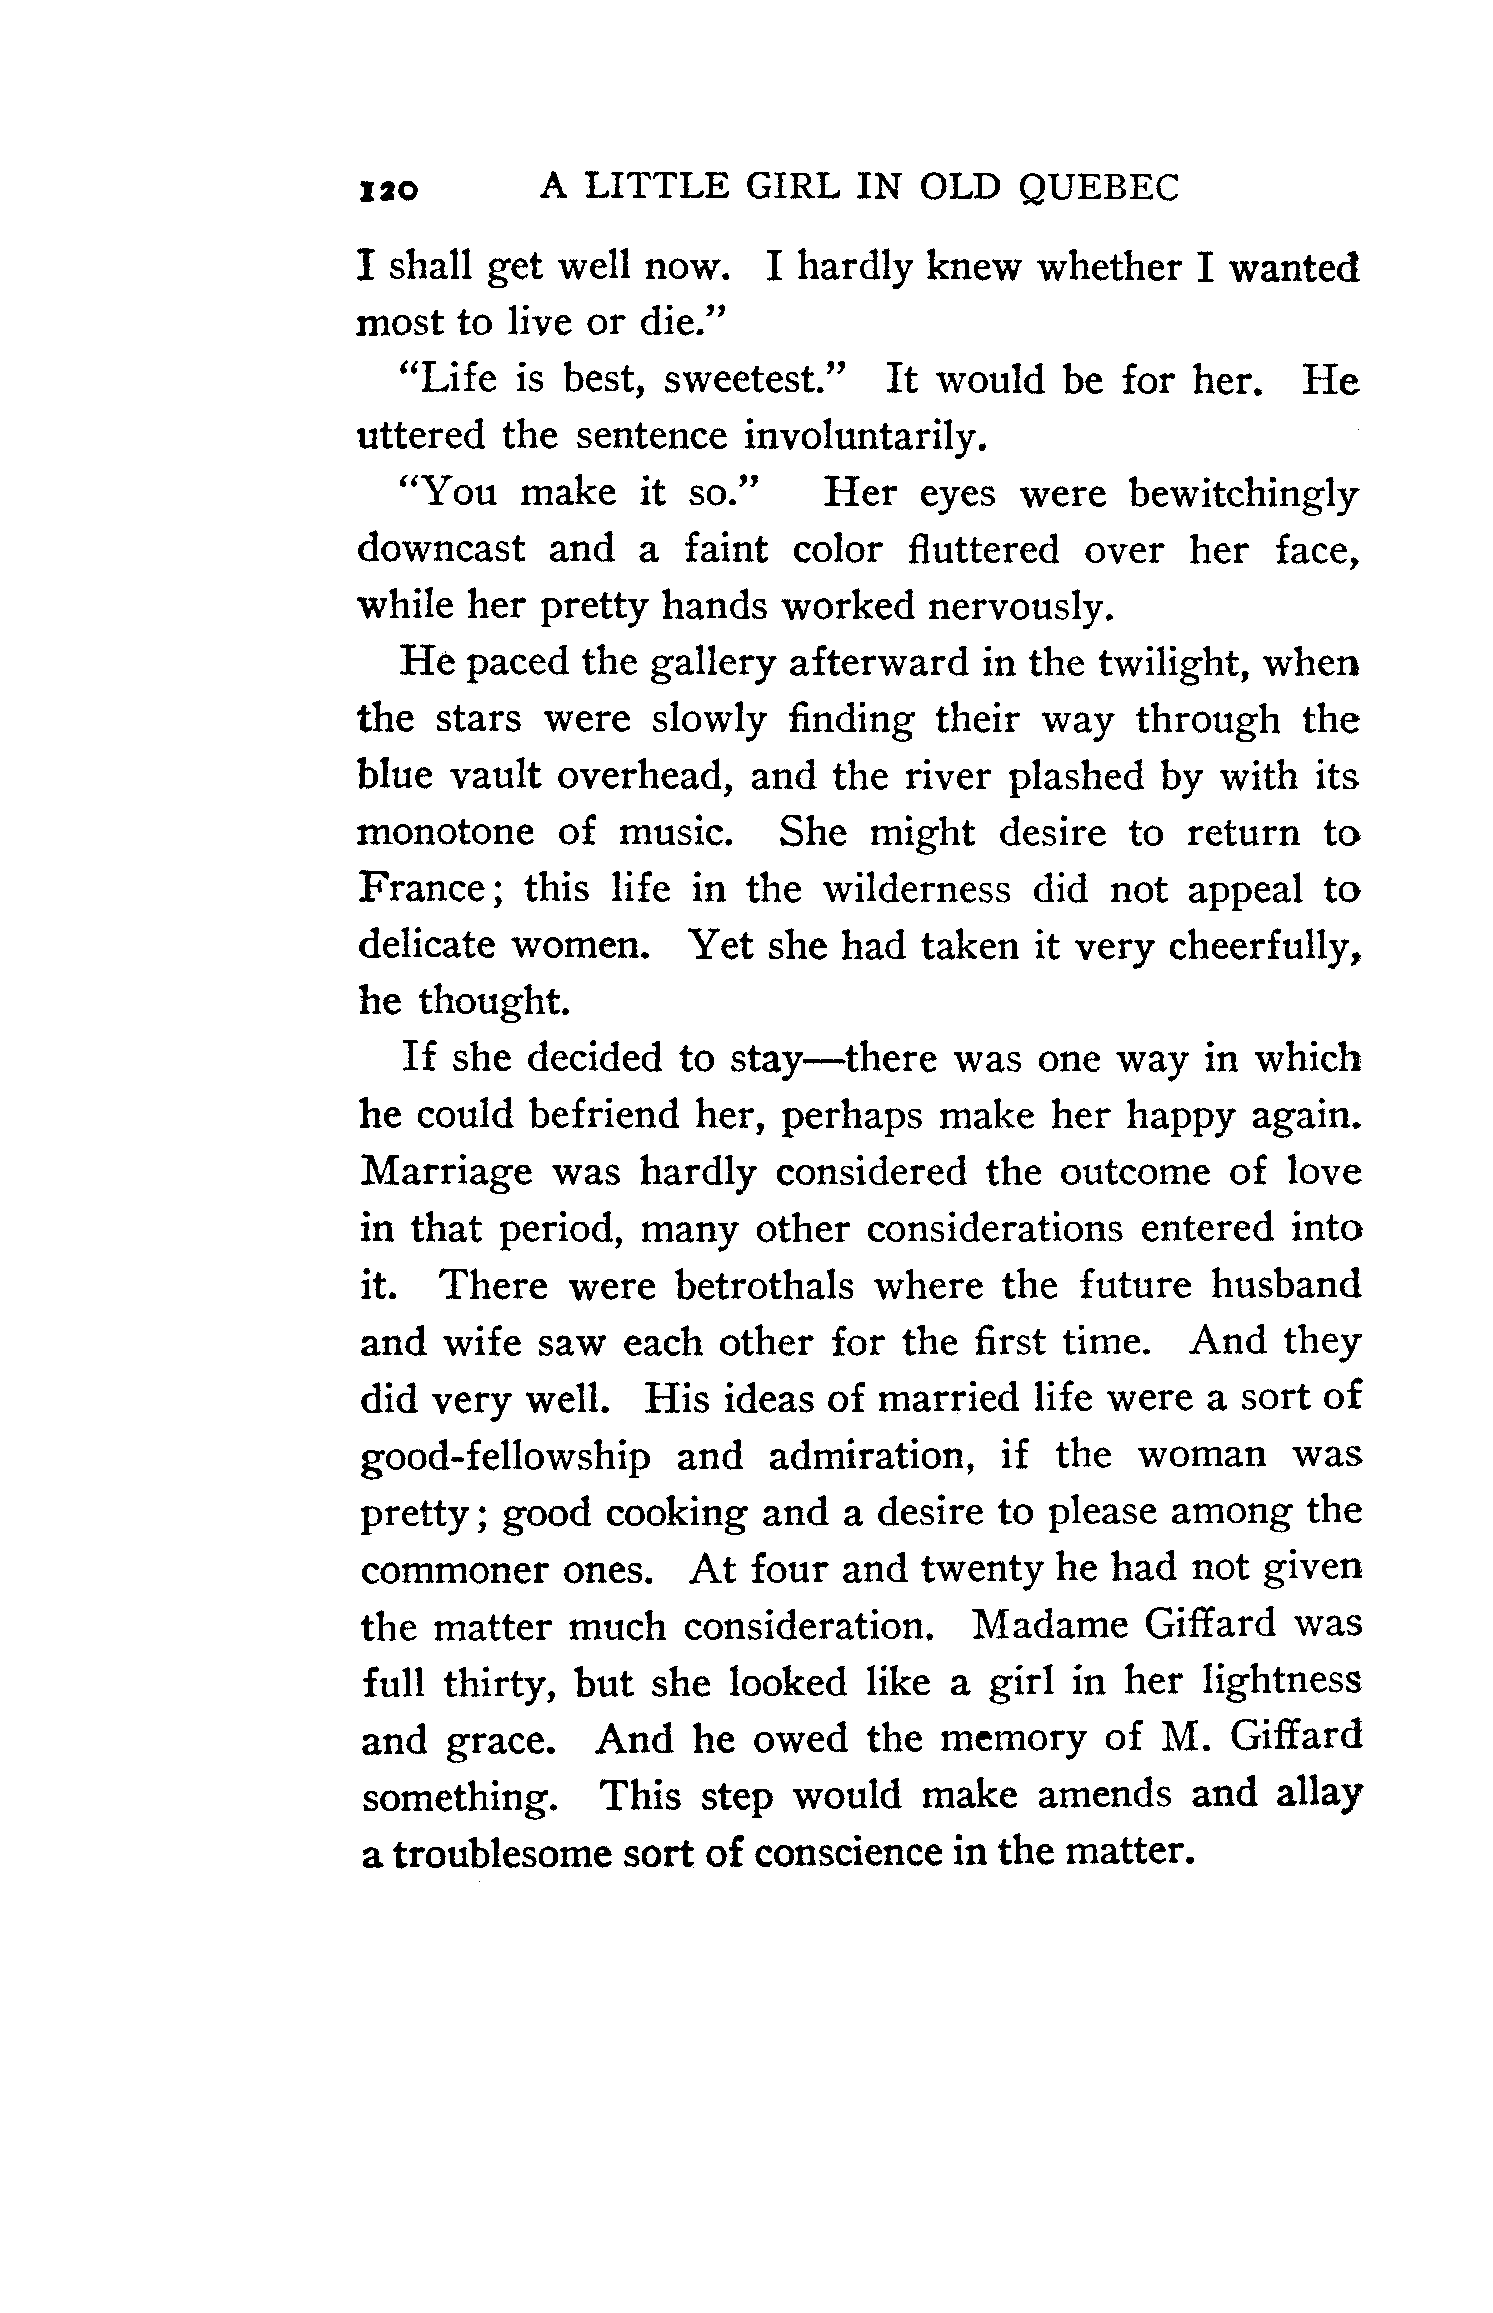 120 A LITTLE GIRL IN OLD QUEBEC
I shall get well now. I hardly knew whether I wanted
most to live or die.”
“Life is best, sweetest.” It would be for her. He
uttered the sentence involuntarily.
“You make it so.” Her eyes were bewitchingly
downcast and a faint color fluttered over her face,
while her pretty hands worked nervously.
He paced the gallery afterward in the twilight, when
the stars were slowly finding their way through the
blue vault overhead, and the river plashed by with its
monotone of music. She might desire to return to
France; this life in the wilderness did not appeal to
delicate women. Yet she had taken it very cheerfully,
he thought.
If she decided to stay—there was one way in which
he could befriend her, perhaps make her happy again.
Marriage was hardly considered the outcome of love
in that period, many other considerations entered into
it. There were betrothals where the future husband
and wife saw each other for the first time. And they
did very well. His ideas of married life were a sort of
good-fellowship and admiration, if the woman was
pretty; good cooking and a desire to please among the
commoner ones. At four and twenty he had not given
the matter much consideration. Madame Giffard was
full thirty, but she looked like a girl in her lightness
and grace. And he owed the memory of M. Giffard
something. This step would make amends and allay
a troublesome sort of conscience in the matter.